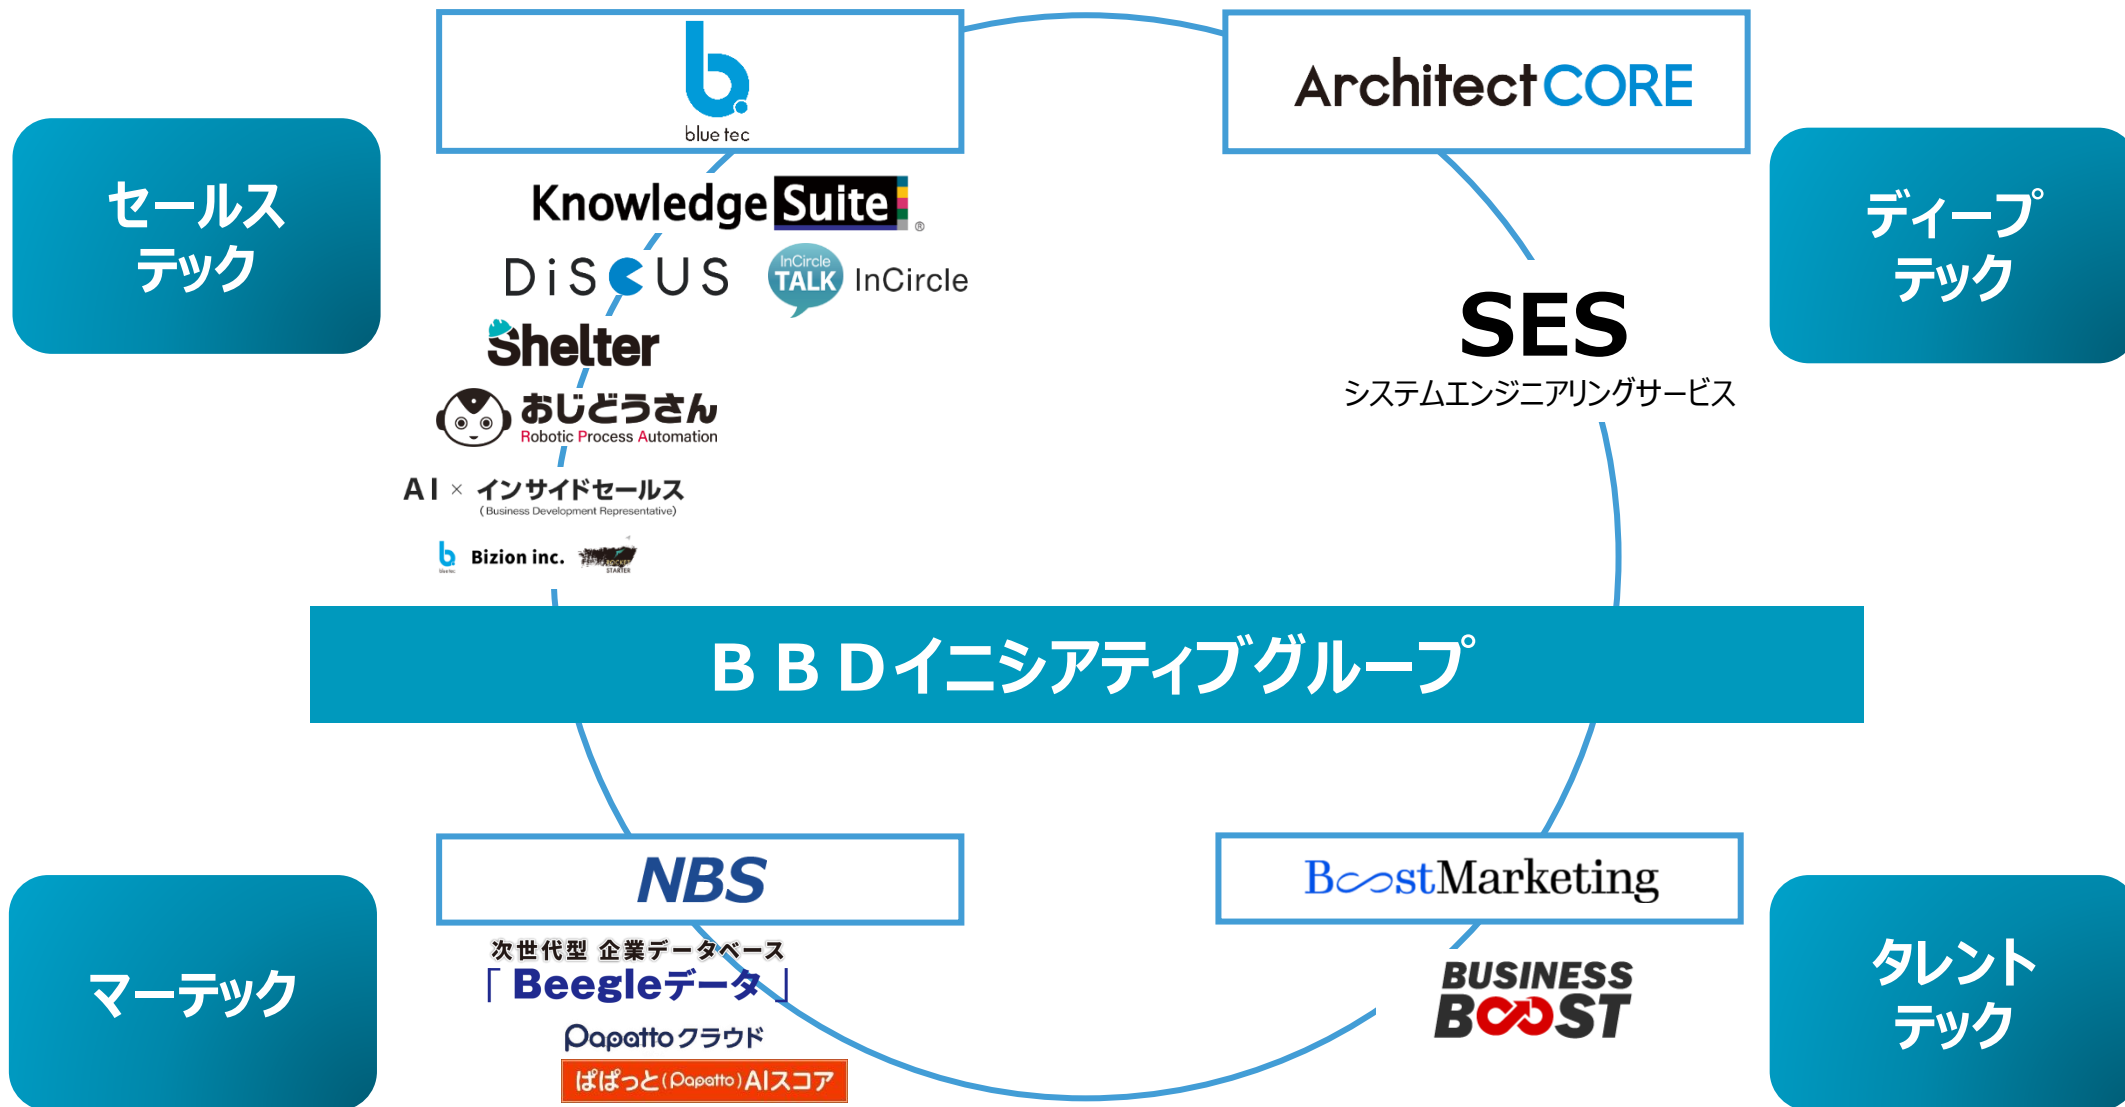 blue tec
ArchitectCORE
セールス
テック
ディープ
テック
KnowledgeSuite®
DiSCUS
InCircle
TALK
InCircle
Shelter
おじどうさん
Robotic Process Automation
AI × インサイドセールス
(Business Development Representative)
Bizion inc.
STARTER
SES
システムエンジニアリングサービス
BBDイニシアティブグループ
NBS
次世代型 企業データベース
「Beegleデータ」
Papattoクラウド
ぱぱっと(Papatto)AIスコア
マーテック
BoostMarketing
BUSINESS
BOOST
タレント
テック